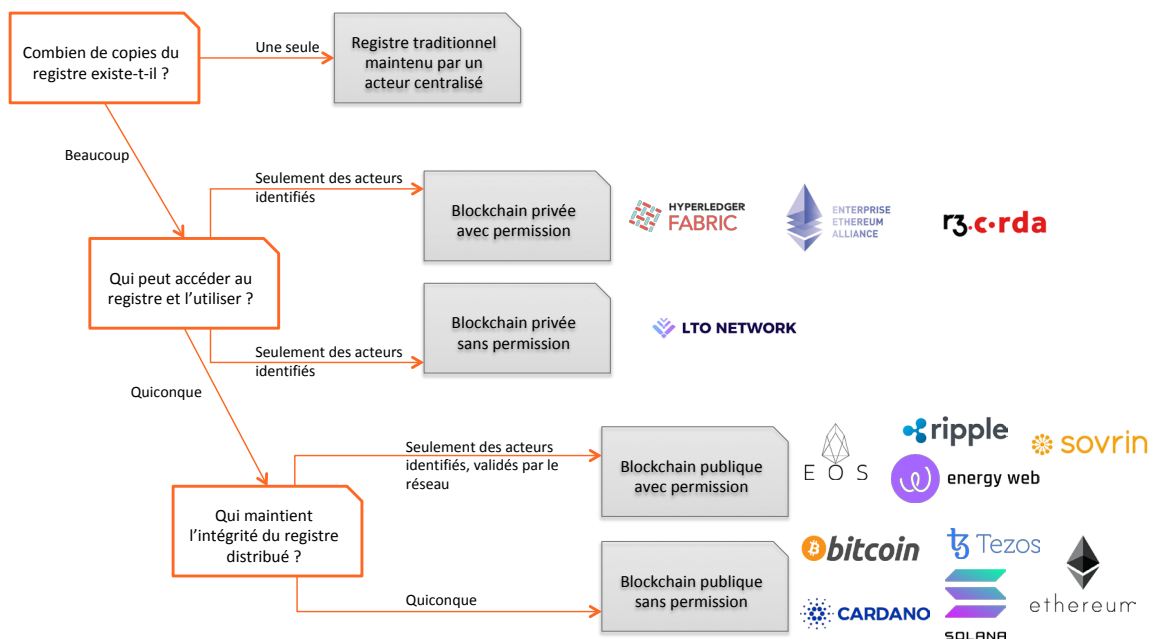 Combien de copies du
registre existe-t-il ?
Une seule
Registre traditionnel
maintenu par un
acteur centralisé
Beaucoup
Seulement des acteurs
identifiés
Blockchain privée
avec permission
HYPERLEDGER
FABRIC
ENTERPRISE
ETHEREUM
ALLIANCE
r3.c•rda
Qui peut accéder au
registre et l’utiliser ?
Blockchain privée
sans permission
LTO NETWORK
Seulement des acteurs
identifiés
Quiconque
Seulement des acteurs
identifiés, validés par le
réseau
Blockchain publique
avec permission
EOS
ripple
sovrin
energy web
Qui maintient
l’intégrité du registre
distribué ?
Quiconque
Blockchain publique
sans permission
bitcoin
Tezos
ethereum
CARDANO
SOLANA